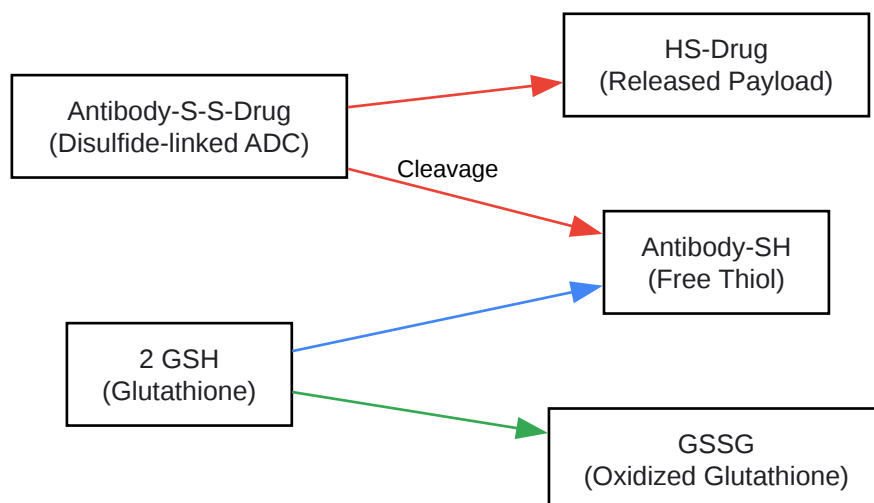 HS-Drug
(Released Payload)
Antibody-S-S-Drug
(Disulfide-linked ADC)
Cleavage
Antibody-SH
(Free Thiol)
2 GSH
(Glutathione)
GSSG
(Oxidized Glutathione)